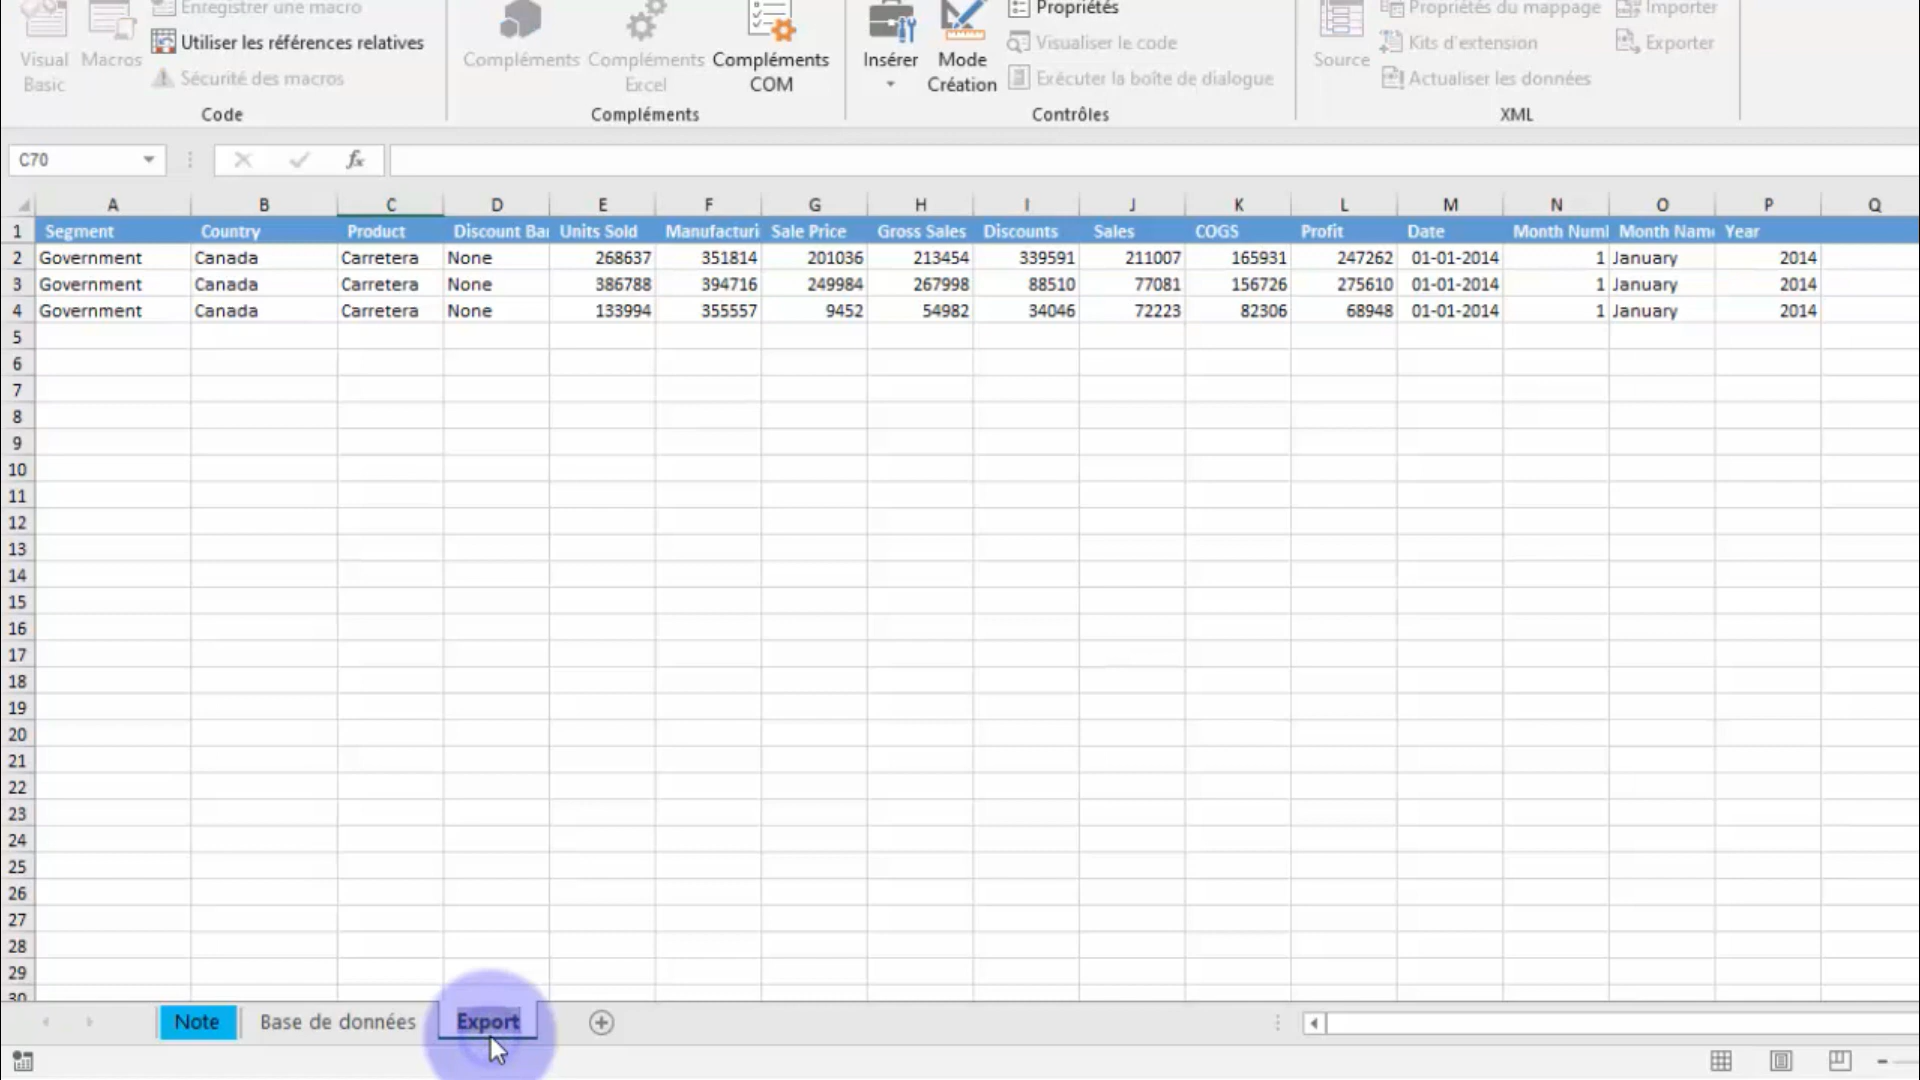 Enregistrer une macro
Utiliser les références relatives
Sécurité des macros
Visual Basic
Macros
Code
Compléments
Compléments Excel
Compléments COM
Compléments
Insérer
Mode Création
Propriétés
Visualiser le code
Exécuter la boîte de dialogue
Contrôles
Source
Propriétés du mappage
Kits d'extension
Actualiser les données
Importer
Exporter
XML
C70
fx
A B C D E F G H I J K L M N O P Q
1 Segment Country Product Discount Ba Units Sold Manufacturi Sale Price Gross Sales Discounts Sales COGS Profit Date Month Num Month Nam Year
2 Government Canada Carretera None 268637 351814 201036 213454 339591 211007 165931 247262 01-01-2014 1 January 2014
3 Government Canada Carretera None 386788 394716 249984 267998 88510 77081 156726 275610 01-01-2014 1 January 2014
4 Government Canada Carretera None 133994 355557 9452 54982 34046 72223 82306 68948 01-01-2014 1 January 2014
5
6
7
8
9
10
11
12
13
14
15
16
17
18
19
20
21
22
23
24
25
26
27
28
29
30
Note Base de données Export